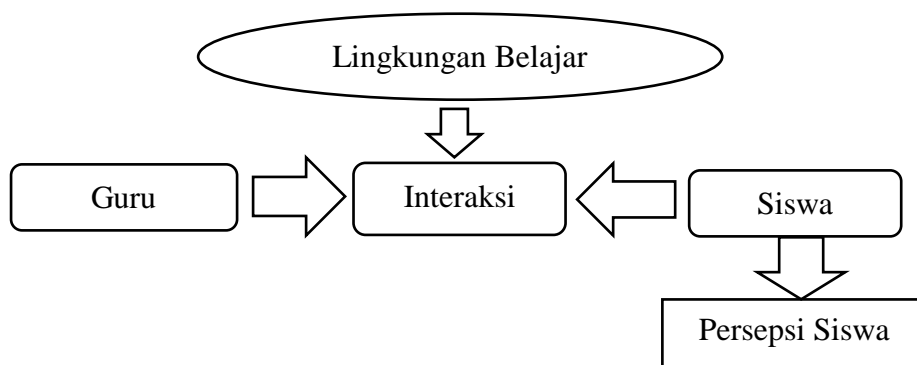 Lingkungan Belajar
Guru
Interaksi
Siswa
Persepsi Siswa